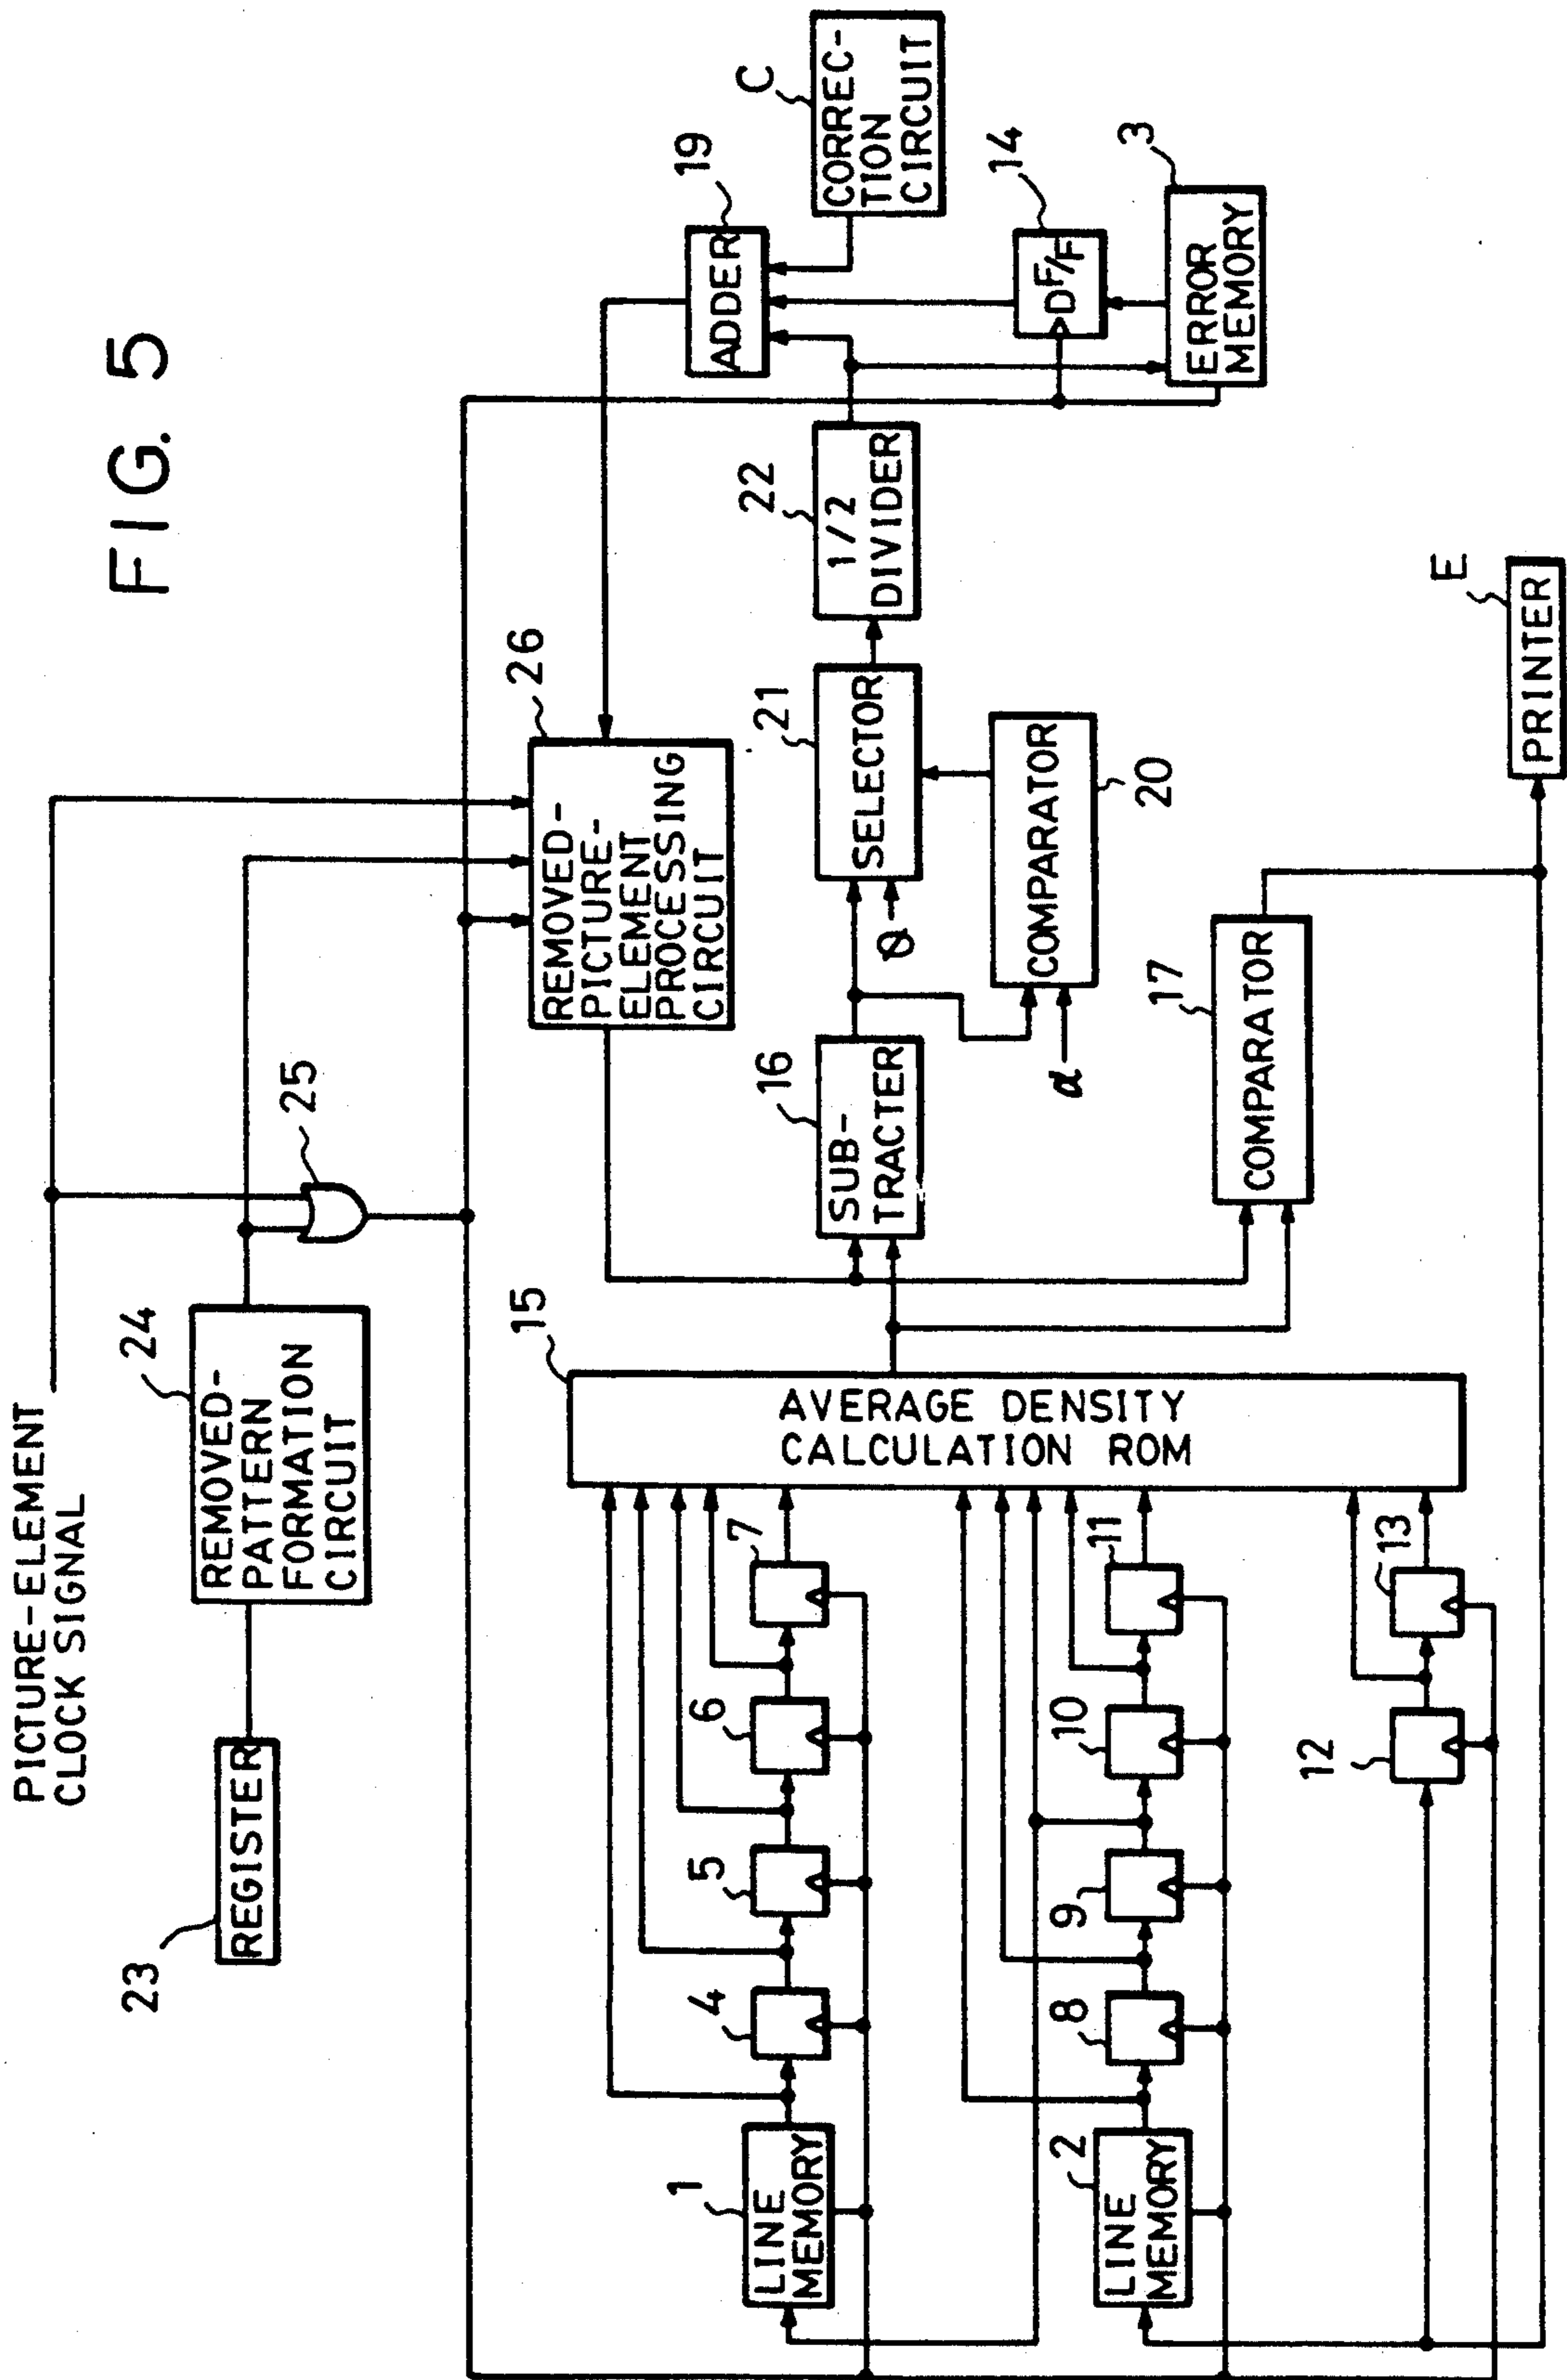 FIG. 5
PICTURE-ELEMENT
CLOCK SIGNAL
23
REGISTER
24
REMOVED-
PATTERN
FORMATION
CIRCUIT
25
26
REMOVED-
PICTURE-
ELEMENT
PROCESSING
CIRCUIT
19
ADDER
C
CORREC-
TION
CIRCUIT
14
D F/F
3
ERROR
MEMORY
22
1/2
DIVIDER
21
SELECTOR
0
COMPARATOR
20
α
16
SUB-
TRACTER
17
COMPARATOR
E
PRINTER
15
AVERAGE DENSITY
CALCULATION ROM
1
LINE
MEMORY
4
5
6
7
2
LINE
MEMORY
8
9
10
11
12
13